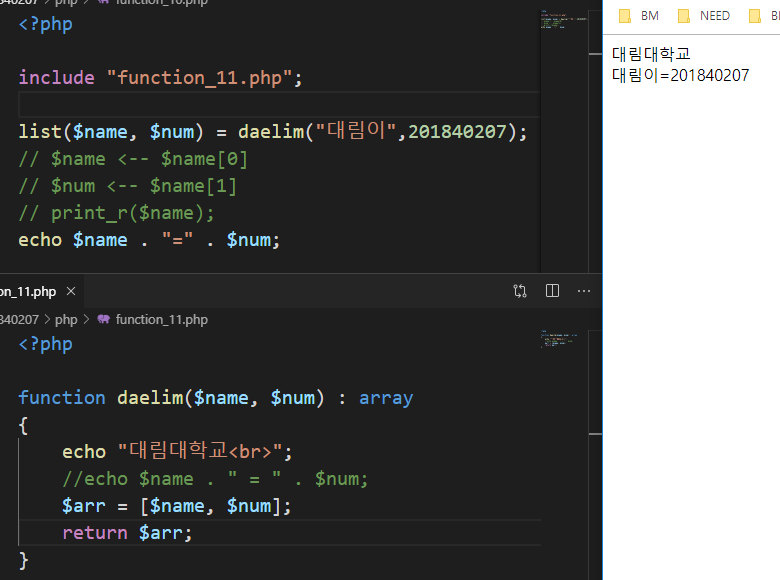 840207 > php > function_10.php
<?php
include "function_11.php";
list($name, $num) = daelim("대림이",201840207);
// $name <-- $name[0]
// $num <-- $name[1]
// print_r($name);
echo $name . "=" . $num;
on_11.php ×
840207 > php > function_11.php
<?php
function daelim($name, $num) : array
{
echo "대림대학교<br>";
//echo $name . " = " . $num;
$arr = [$name, $num];
return $arr;
}
BM NEED
대림대학교
대림이=201840207